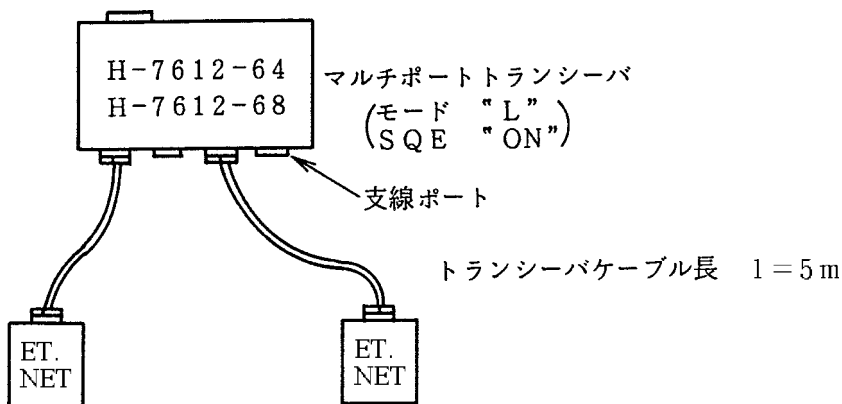 H-7612-64
H-7612-68
マルチポートトランシーバ
(モード "L"
SQE "ON")
支線ポート
トランシーバケーブル長 l=5m
ET.
NET
ET.
NET